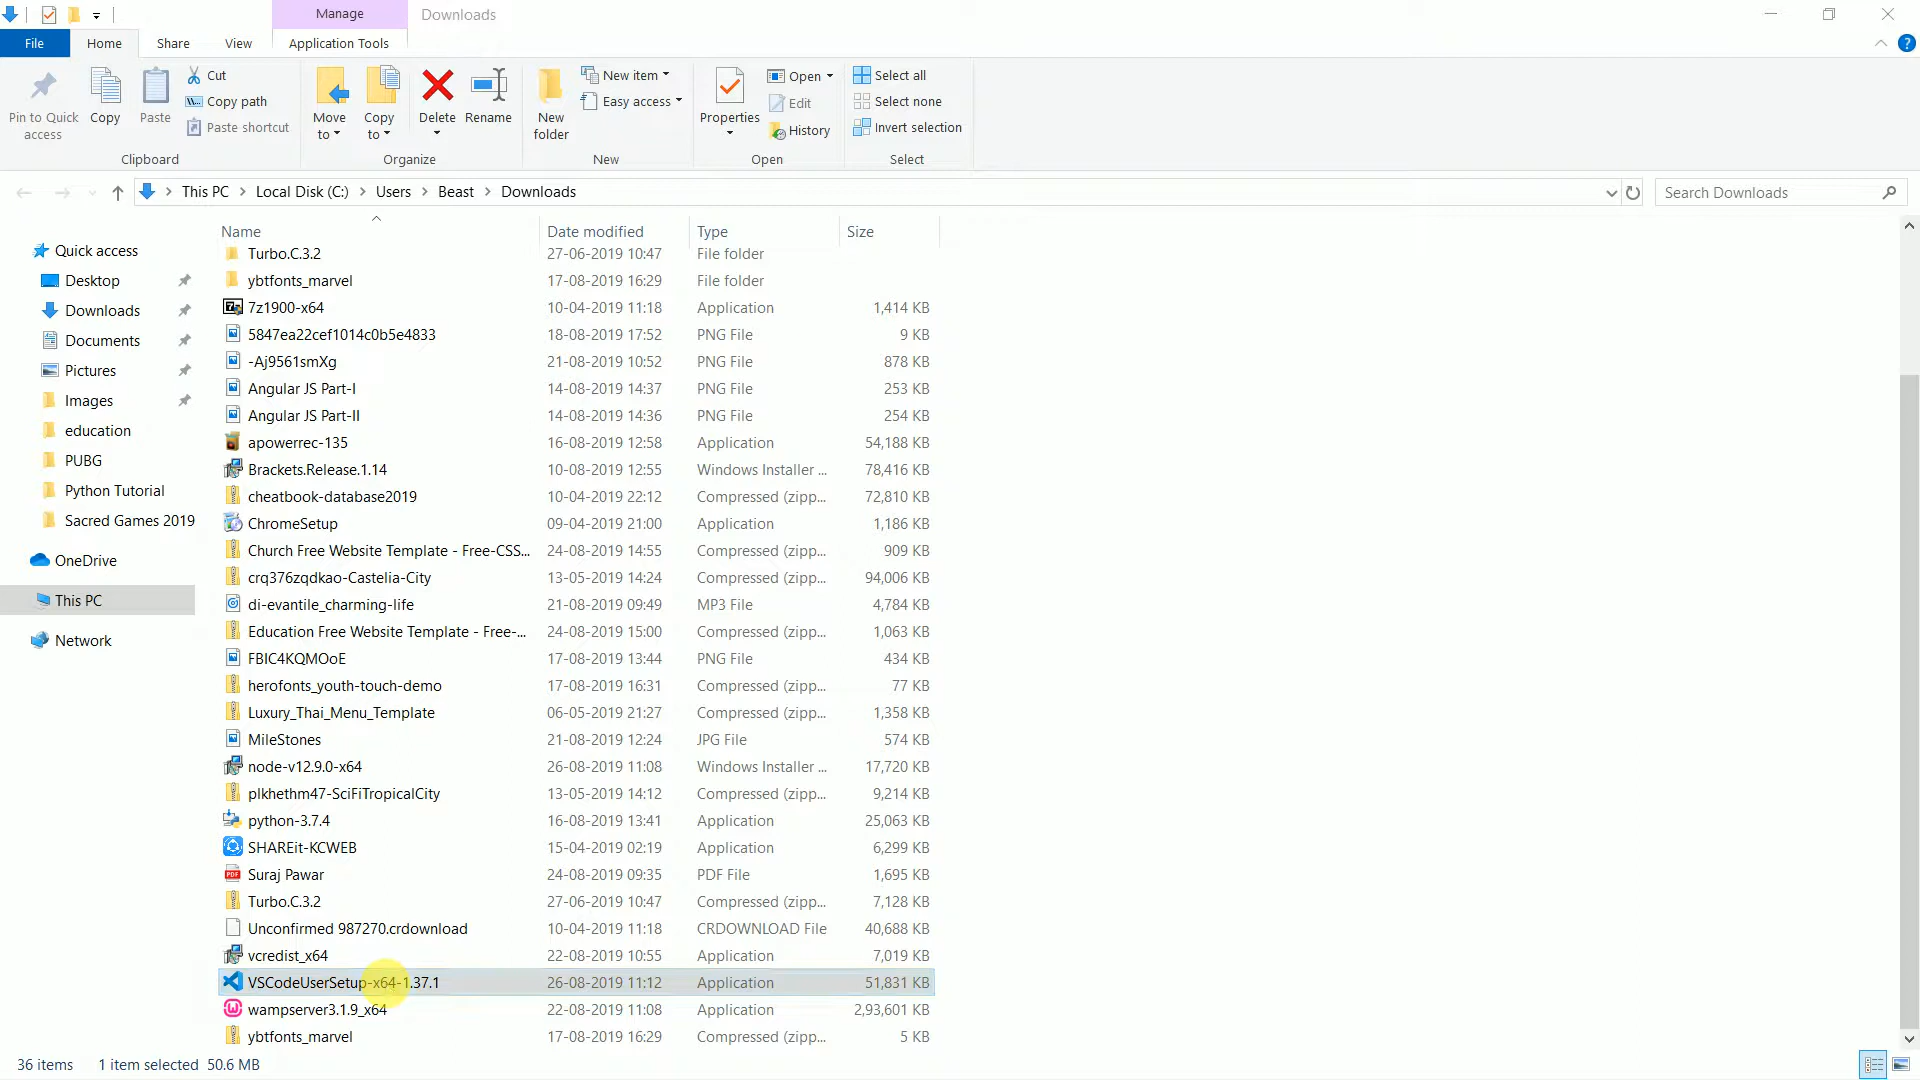 Manage Downloads
File Home Share View Application Tools
Pin to Quick access
Copy
Paste
Cut
Copy path
Paste shortcut
Clipboard
Move to
Copy to
Delete
Rename
Organize
New folder
New item
Easy access
New
Properties
Open
Edit
History
Open
Select all
Select none
Invert selection
Select
This PC > Local Disk (C:) > Users > Beast > Downloads
Search Downloads
Quick access
Desktop
Downloads
Documents
Pictures
Images
education
PUBG
Python Tutorial
Sacred Games 2019
OneDrive
This PC
Network
Name Date modified Type Size
Turbo.C.3.2 27-06-2019 10:47 File folder
ybtfonts_marvel 17-08-2019 16:29 File folder
7z1900-x64 10-04-2019 11:18 Application 1,414 KB
5847ea22cef1014c0b5e4833 18-08-2019 17:52 PNG File 9 KB
-Aj9561smXg 21-08-2019 10:52 PNG File 878 KB
Angular JS Part-I 14-08-2019 14:37 PNG File 253 KB
Angular JS Part-II 14-08-2019 14:36 PNG File 254 KB
apowerrec-135 16-08-2019 12:58 Application 54,188 KB
Brackets.Release.1.14 10-08-2019 12:55 Windows Installer ... 78,416 KB
cheatbook-database2019 10-04-2019 22:12 Compressed (zipp... 72,810 KB
ChromeSetup 09-04-2019 21:00 Application 1,186 KB
Church Free Website Template - Free-CSS... 24-08-2019 14:55 Compressed (zipp... 909 KB
crq376zqdkao-Castelia-City 13-05-2019 14:24 Compressed (zipp... 94,006 KB
di-evantile_charming-life 21-08-2019 09:49 MP3 File 4,784 KB
Education Free Website Template - Free-... 24-08-2019 15:00 Compressed (zipp... 1,063 KB
FBIC4KQMOoE 17-08-2019 13:44 PNG File 434 KB
herofonts_youth-touch-demo 17-08-2019 16:31 Compressed (zipp... 77 KB
Luxury_Thai_Menu_Template 06-05-2019 21:27 Compressed (zipp... 1,358 KB
MileStones 21-08-2019 12:24 JPG File 574 KB
node-v12.9.0-x64 26-08-2019 11:08 Windows Installer ... 17,720 KB
plkhethm47-SciFiTropicalCity 13-05-2019 14:12 Compressed (zipp... 9,214 KB
python-3.7.4 16-08-2019 13:41 Application 25,063 KB
SHAREit-KCWEB 15-04-2019 02:19 Application 6,299 KB
Suraj Pawar 24-08-2019 09:35 PDF File 1,695 KB
Turbo.C.3.2 27-06-2019 10:47 Compressed (zipp... 7,128 KB
Unconfirmed 987270.crdownload 10-04-2019 11:18 CRDOWNLOAD File 40,688 KB
vcredist_x64 22-08-2019 10:55 Application 7,019 KB
VSCodeUserSetup-x64-1.37.1 26-08-2019 11:12 Application 51,831 KB
wampserver3.1.9_x64 22-08-2019 11:08 Application 2,93,601 KB
ybtfonts_marvel 17-08-2019 16:29 Compressed (zipp... 5 KB
36 items 1 item selected 50.6 MB